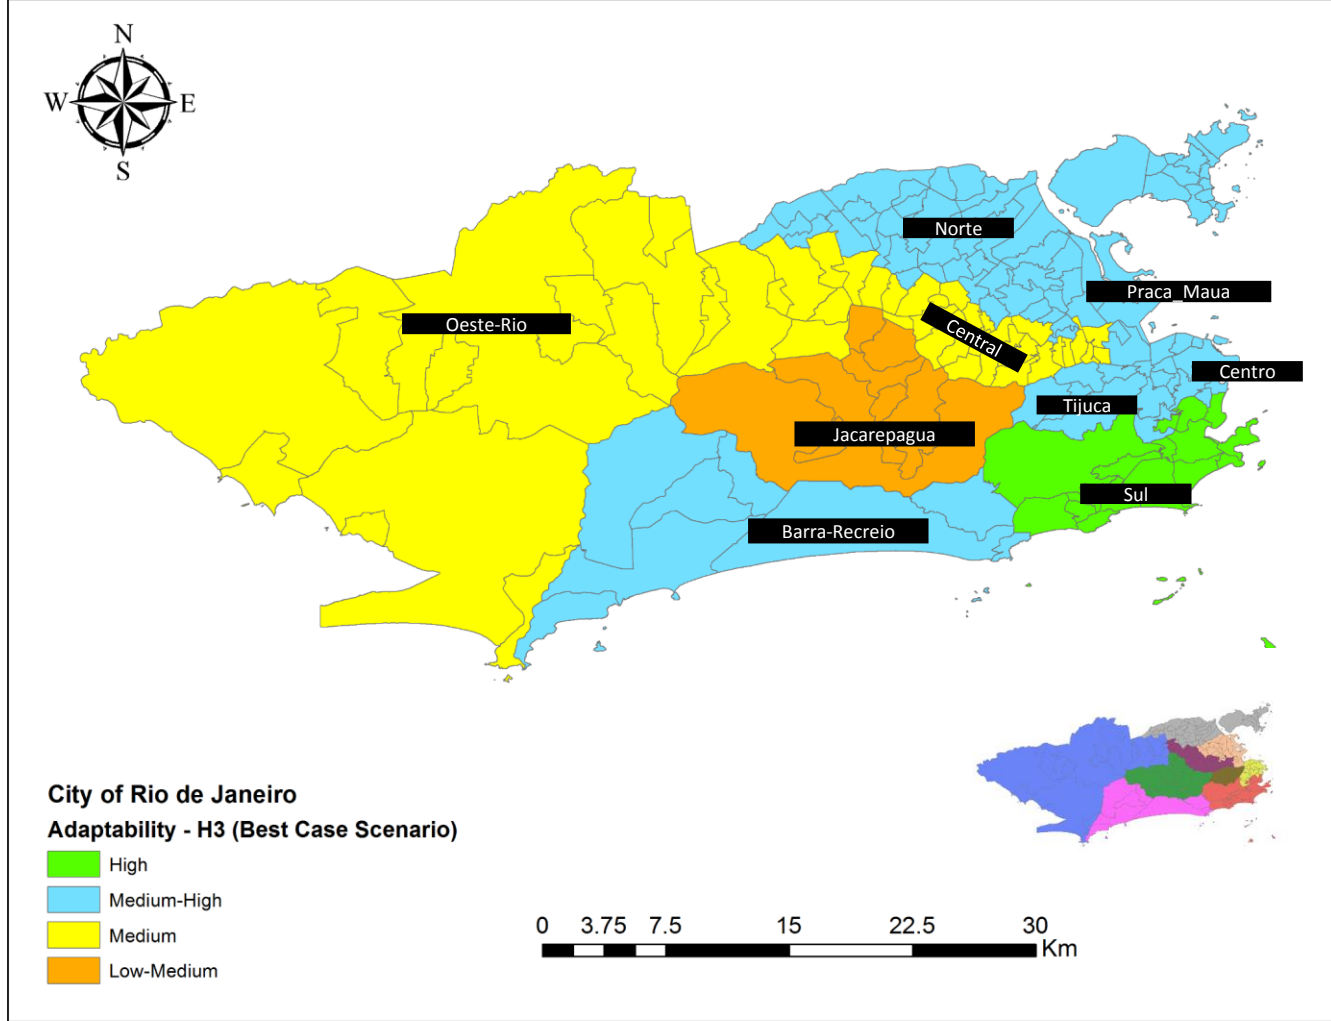 N
W
E
S
Norte
Praca_Maua
Oeste-Rio
Central
Centro
Tijuca
Jacarepagua
Sul
Barra-Recreio
City of Rio de Janeiro
Adaptability - H3 (Best Case Scenario)
High
Medium-High
Medium
Low-Medium
0 3.75 7.5 15 22.5 30
Km